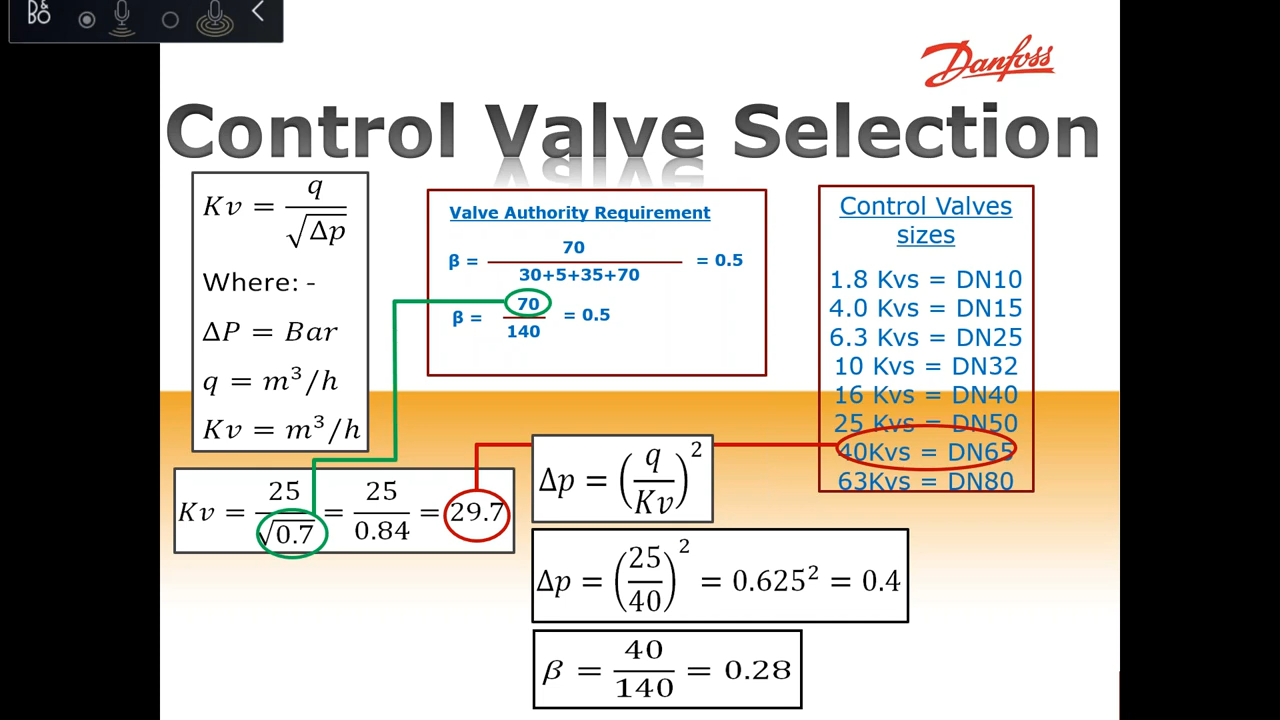 D&BO
Danfoss
Control Valve Selection
Kv = q / √Δp
Where: -
ΔP = Bar
q = m³/h
Kv = m³/h
Valve Authority Requirement
β = 70 / 30+5+35+70 = 0.5
β = 70 / 140 = 0.5
Control Valves
sizes
1.8 Kvs = DN10
4.0 Kvs = DN15
6.3 Kvs = DN25
10 Kvs = DN32
16 Kvs = DN40
25 Kvs = DN50
40Kvs = DN65
63Kvs = DN80
Kv = 25 / √0.7 = 25 / 0.84 = 29.7
Δp = (q / Kv)²
Δp = (25 / 40)² = 0.625² = 0.4
β = 40 / 140 = 0.28